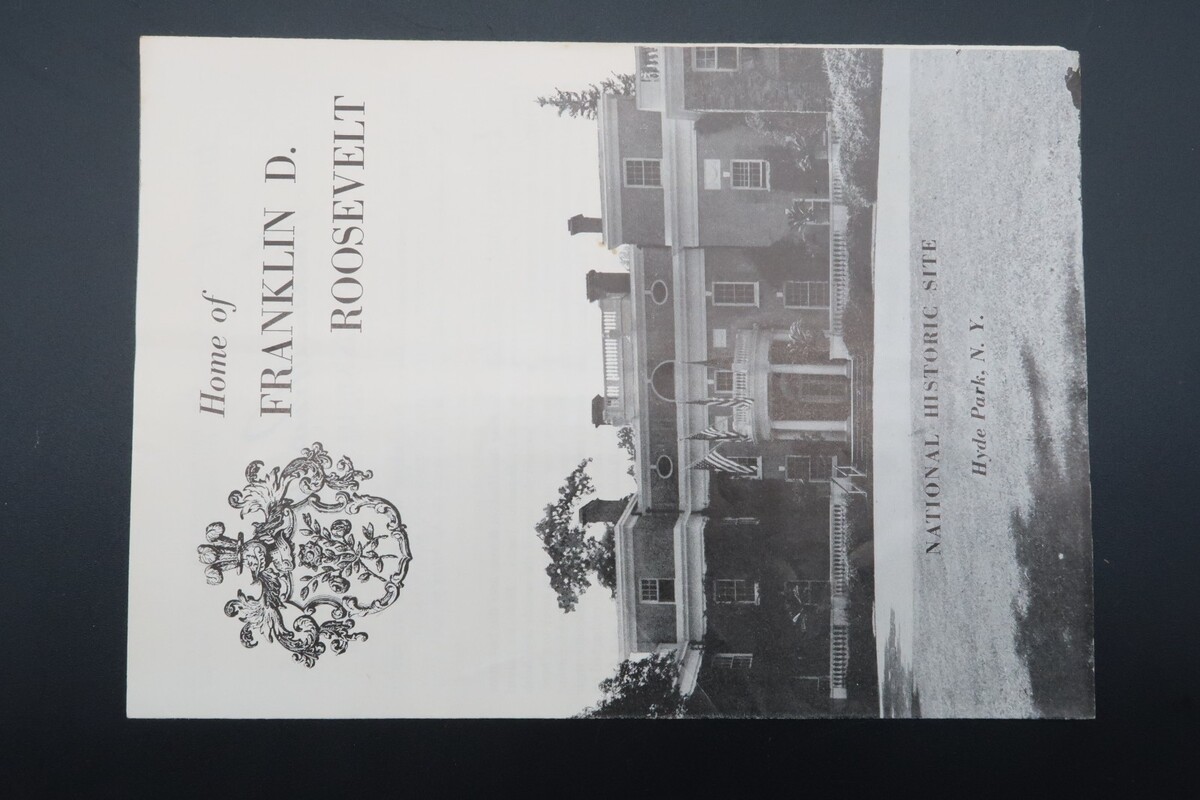 Home of
FRANKLIN D.
ROOSEVELT
NATIONAL HISTORIC SITE
Hyde Park, N. Y.